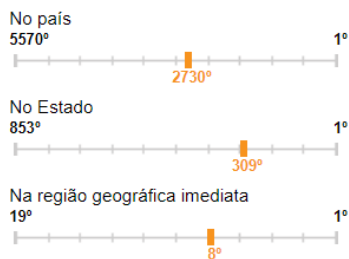 No país
5570º 1º
2730º
No Estado
853º 1º
309º
Na região geográfica imediata
19º 1º
8º